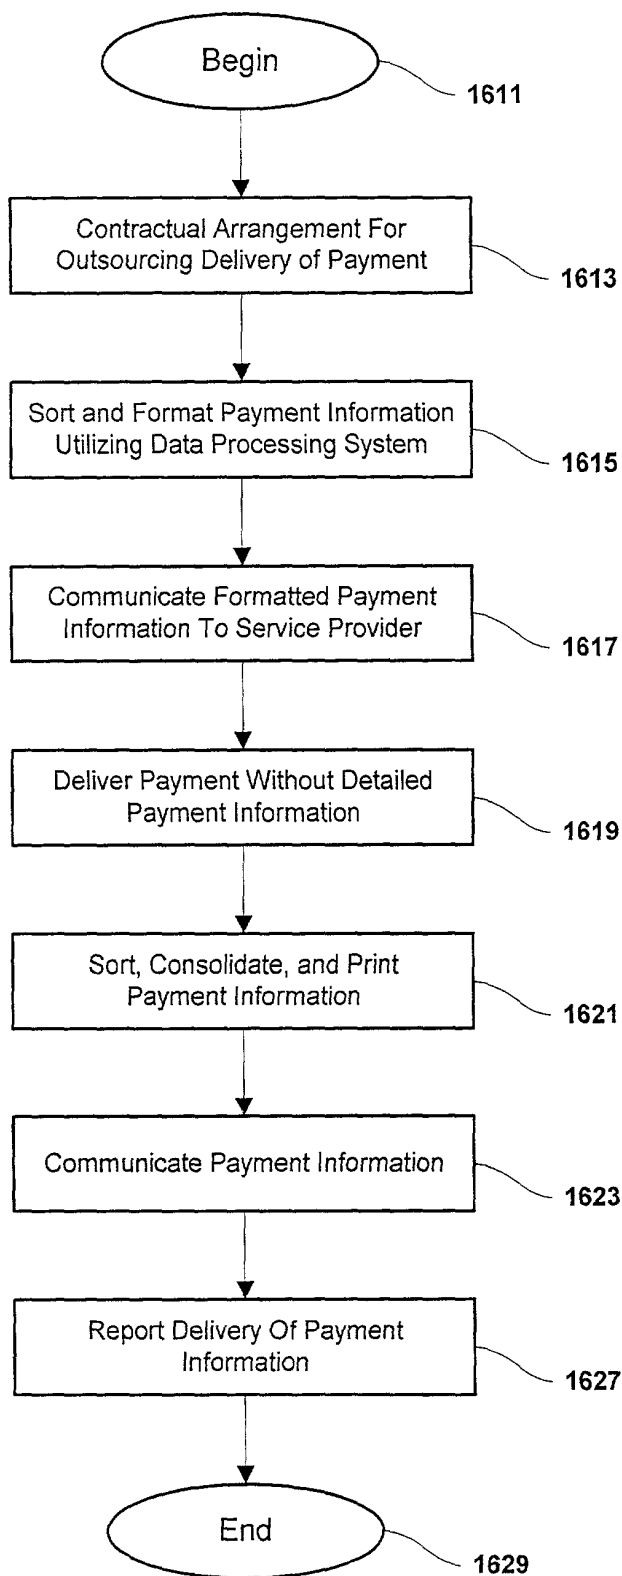 Begin
1611
Contractual Arrangement For
Outsourcing Delivery of Payment
1613
Sort and Format Payment Information
Utilizing Data Processing System
1615
Communicate Formatted Payment
Information To Service Provider
1617
Deliver Payment Without Detailed
Payment Information
1619
Sort, Consolidate, and Print
Payment Information
1621
Communicate Payment Information
1623
Report Delivery Of Payment
Information
1627
End
1629